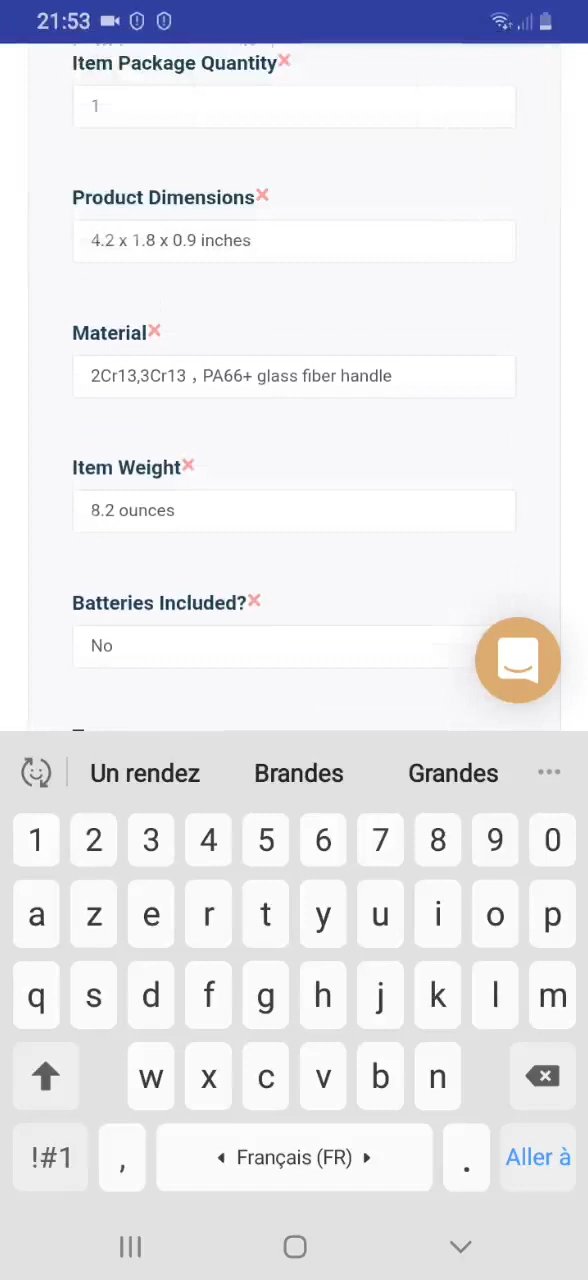 21:53
Item Package Quantity
1
Product Dimensions
4.2 x 1.8 x 0.9 inches
Material
2Cr13,3Cr13，PA66+ glass fiber handle
Item Weight
8.2 ounces
Batteries Included?
No
Un rendez Brandes Grandes
1 2 3 4 5 6 7 8 9 0
a z e r t y u i o p
q s d f g h j k l m
w x c v b n
!#1 , Français (FR) . Aller à